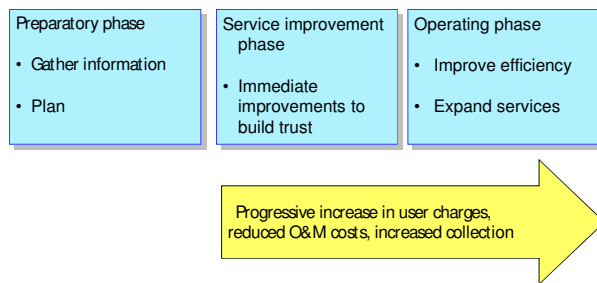 Preparatory phase
• Gather information
• Plan
Service improvement
phase
• Immediate
improvements to
build trust
Operating phase
• Improve efficiency
• Expand services
Progressive increase in user charges,
reduced O&M costs, increased collection